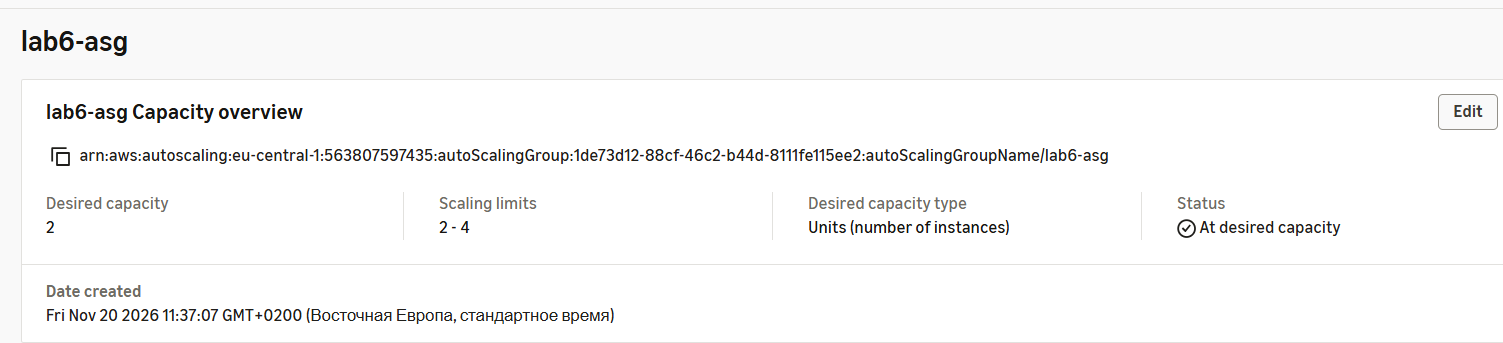 lab6-asg
lab6-asg Capacity overview
Edit
arn:aws:autoscaling:eu-central-1:563807597435:autoScalingGroup:1de73d12-88cf-46c2-b44d-8111fe115ee2:autoScalingGroupName/lab6-asg
Desired capacity
2
Scaling limits
2 - 4
Desired capacity type
Units (number of instances)
Status
At desired capacity
Date created
Fri Nov 20 2026 11:37:07 GMT+0200 (Восточная Европа, стандартное время)